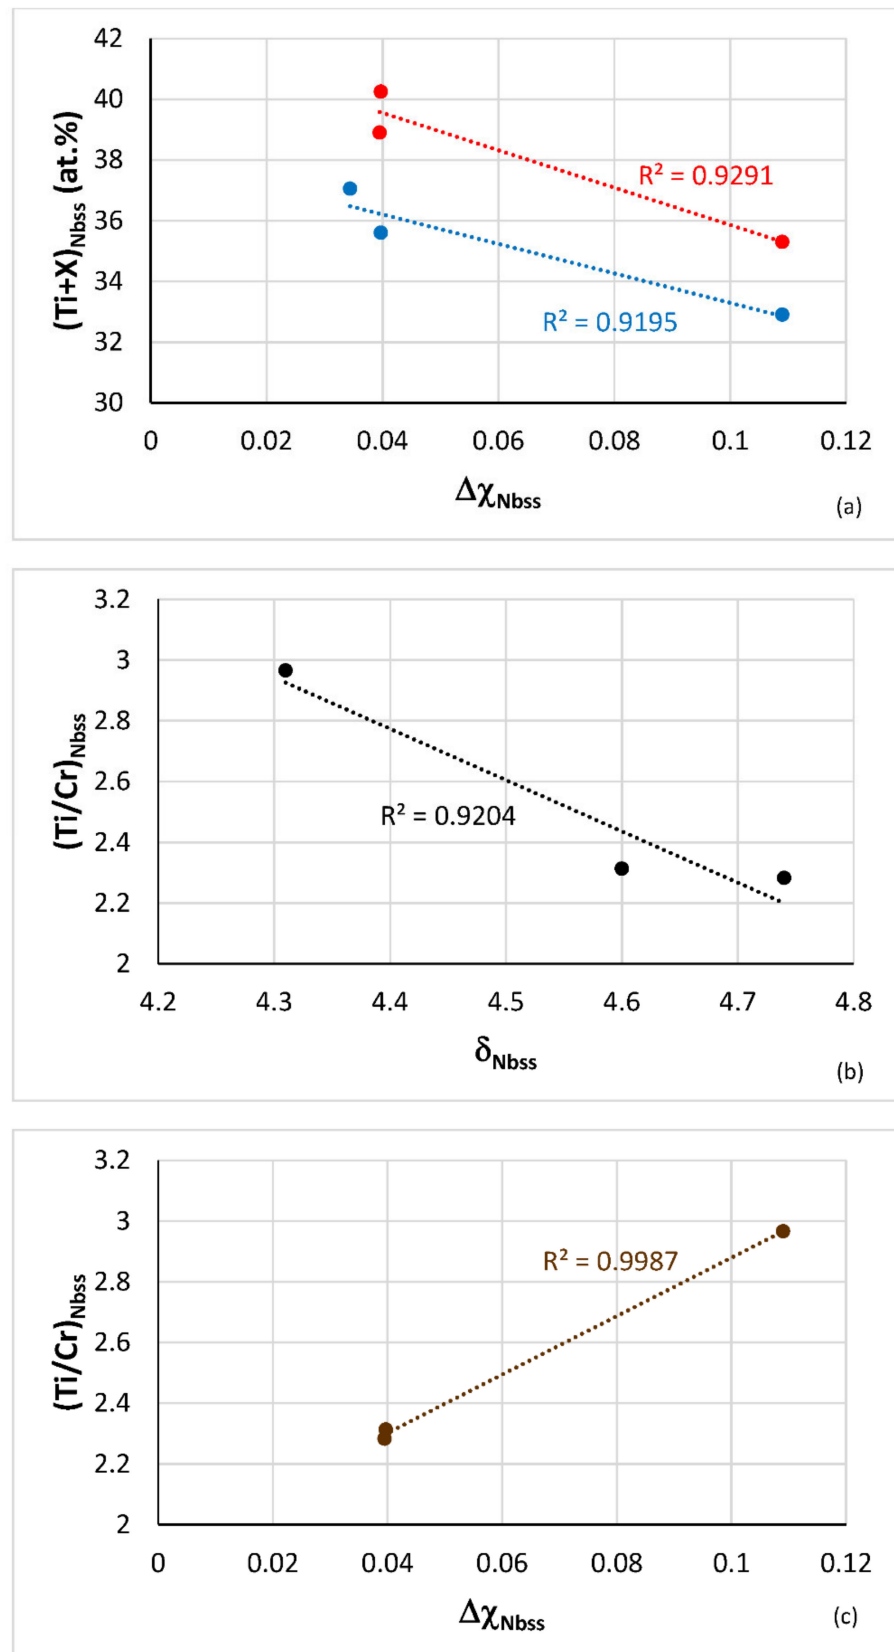 42
40
38
36
34
32
30
(Ti+X)Nbss (at.%)
R² = 0.9291
R² = 0.9195
0 0.02 0.04 0.06 0.08 0.1 0.12
ΔχNbss
(a)
3.2
3
2.8
2.6
2.4
2.2
2
(Ti/Cr)Nbss
R² = 0.9204
4.2 4.3 4.4 4.5 4.6 4.7 4.8
δNbss
(b)
3.2
3
2.8
2.6
2.4
2.2
2
(Ti/Cr)Nbss
R² = 0.9987
0 0.02 0.04 0.06 0.08 0.1 0.12
ΔχNbss
(c)